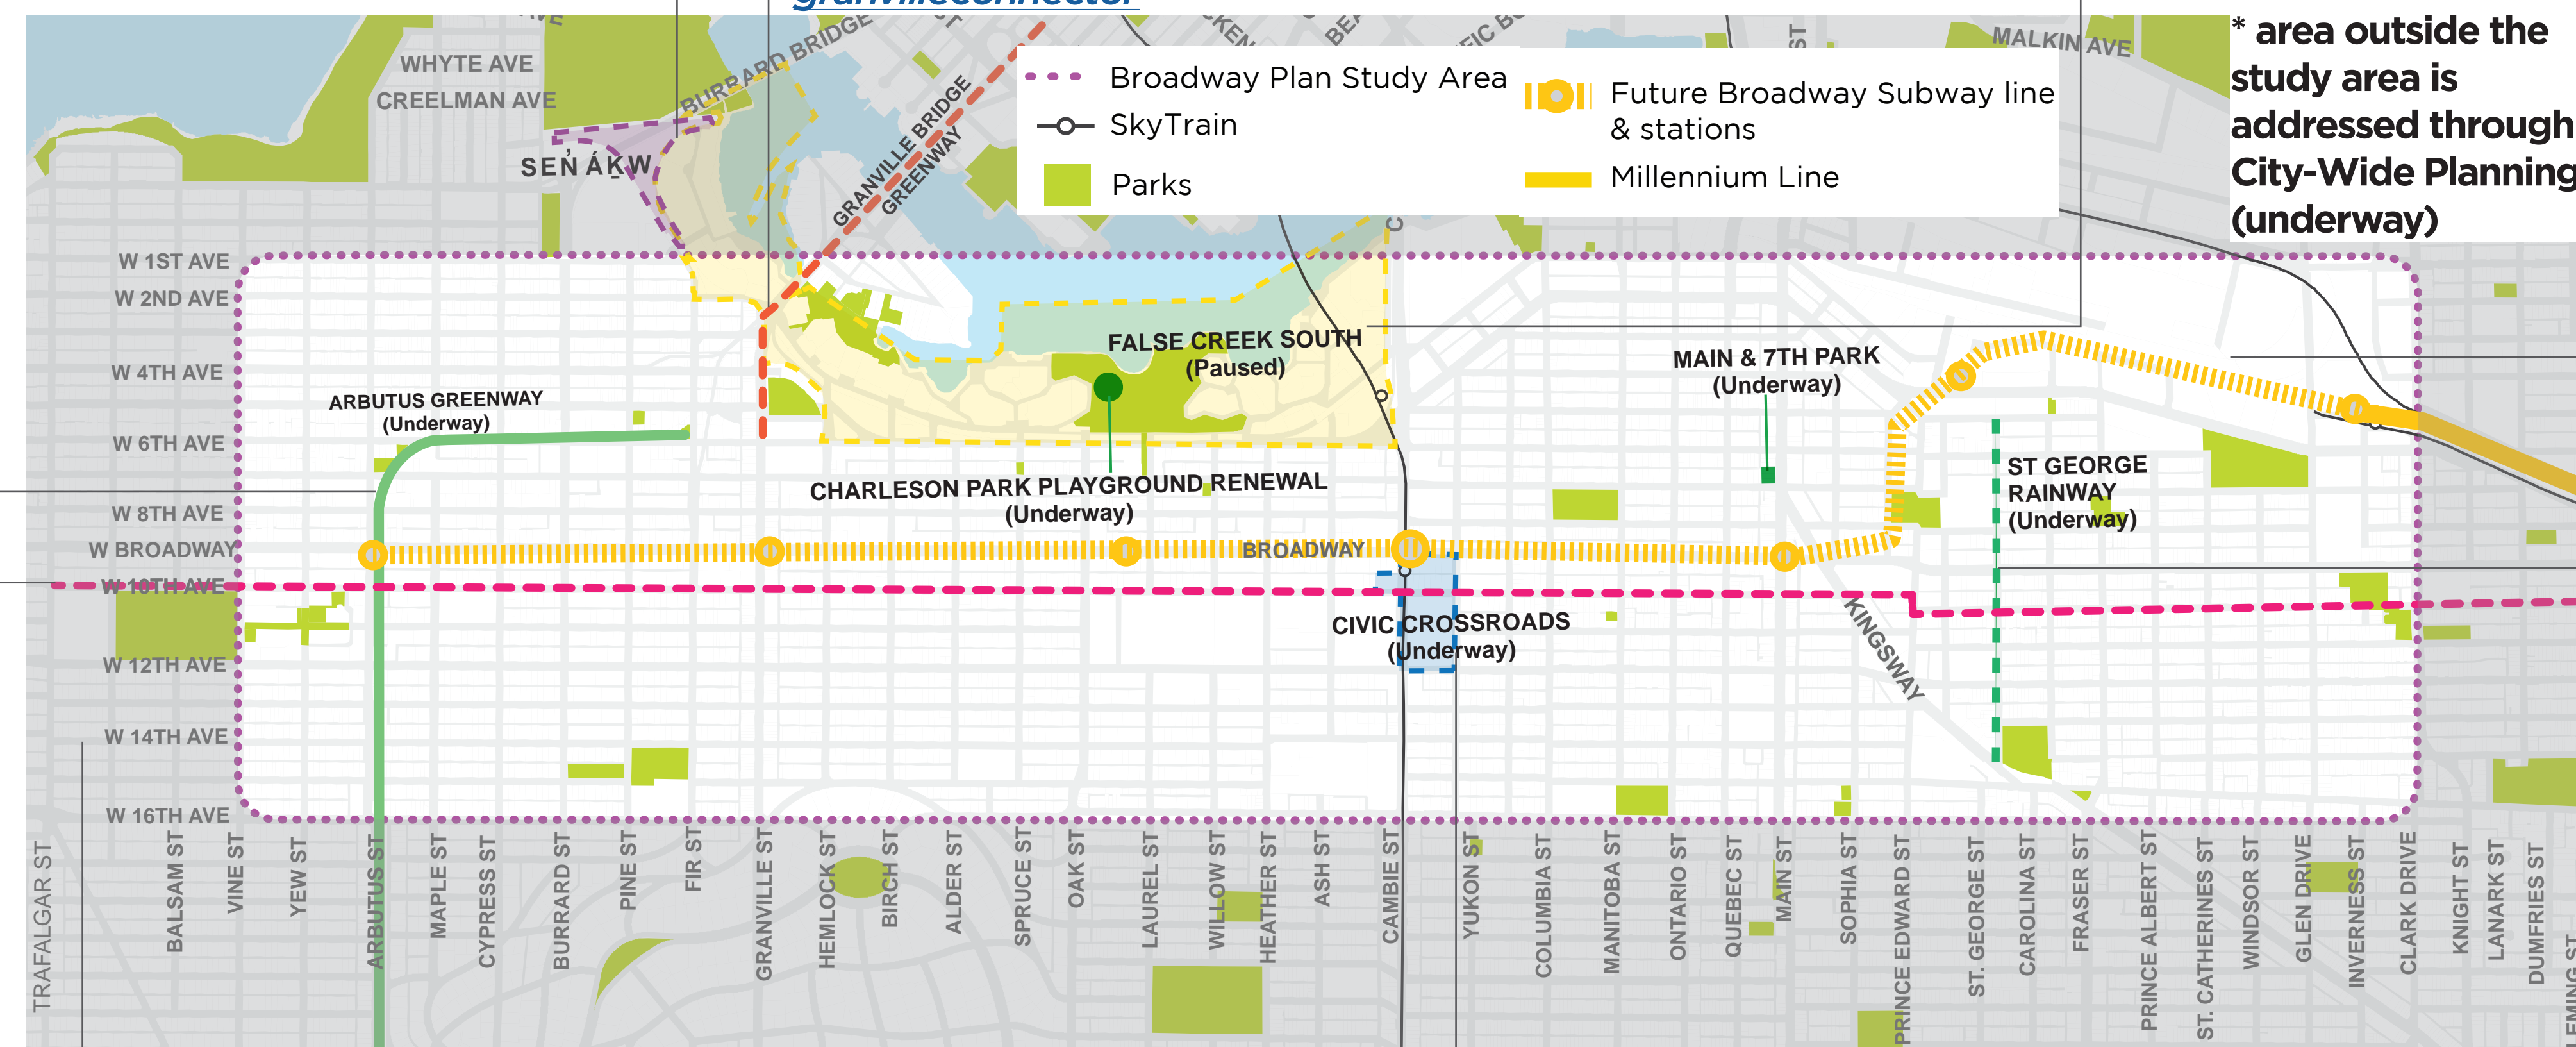 granvilleconnector
AVE
WHYTE AVE
CREELMAN AVE
BURRARD BRIDGE
ST
MALKIN AVE
ST
* area outside the
study area is
addressed through
City-Wide Planning
(underway)
Broadway Plan Study Area
SkyTrain
Parks
Future Broadway Subway line
& stations
Millennium Line
SEN̓ÁḴW
GRANVILLE BRIDGE
GREENWAY
W 1ST AVE
W 2ND AVE
W 4TH AVE
W 6TH AVE
W 8TH AVE
W BROADWAY
W 10TH AVE
W 12TH AVE
W 14TH AVE
W 16TH AVE
FALSE CREEK SOUTH
(Paused)
MAIN & 7TH PARK
(Underway)
ARBUTUS GREENWAY
(Underway)
CHARLESON PARK PLAYGROUND RENEWAL
(Underway)
ST GEORGE
RAINWAY
(Underway)
BROADWAY
CIVIC CROSSROADS
(Underway)
KINGSWAY
TRAFALGAR ST
BALSAM ST
VINE ST
YEW ST
ARBUTUS ST
MAPLE ST
CYPRESS ST
BURRARD ST
PINE ST
FIR ST
GRANVILLE ST
HEMLOCK ST
BIRCH ST
ALDER ST
SPRUCE ST
OAK ST
LAUREL ST
WILLOW ST
HEATHER ST
ASH ST
CAMBIE ST
YUKON ST
COLUMBIA ST
MANITOBA ST
ONTARIO ST
QUEBEC ST
MAIN ST
SOPHIA ST
PRINCE EDWARD ST
ST. GEORGE ST
CAROLINA ST
FRASER ST
PRINCE ALBERT ST
ST. CATHERINES ST
WINDSOR ST
GLEN DRIVE
INVERNESS ST
CLARK DRIVE
KNIGHT ST
LANARK ST
DUMFRIES ST